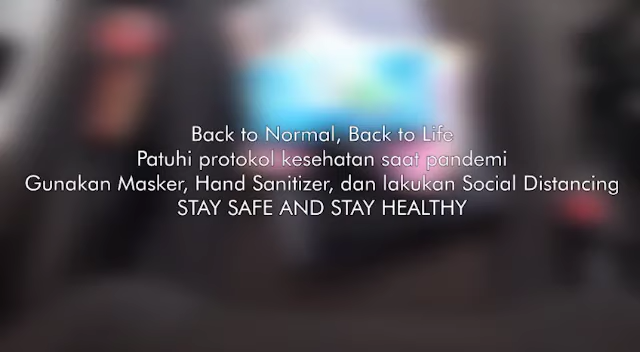 Back to Normal, Back to Life
Patuhi protokol kesehatan saat pandemi
Gunakan Masker, Hand Sanitizer, dan lakukan Social Distancing
STAY SAFE AND STAY HEALTHY